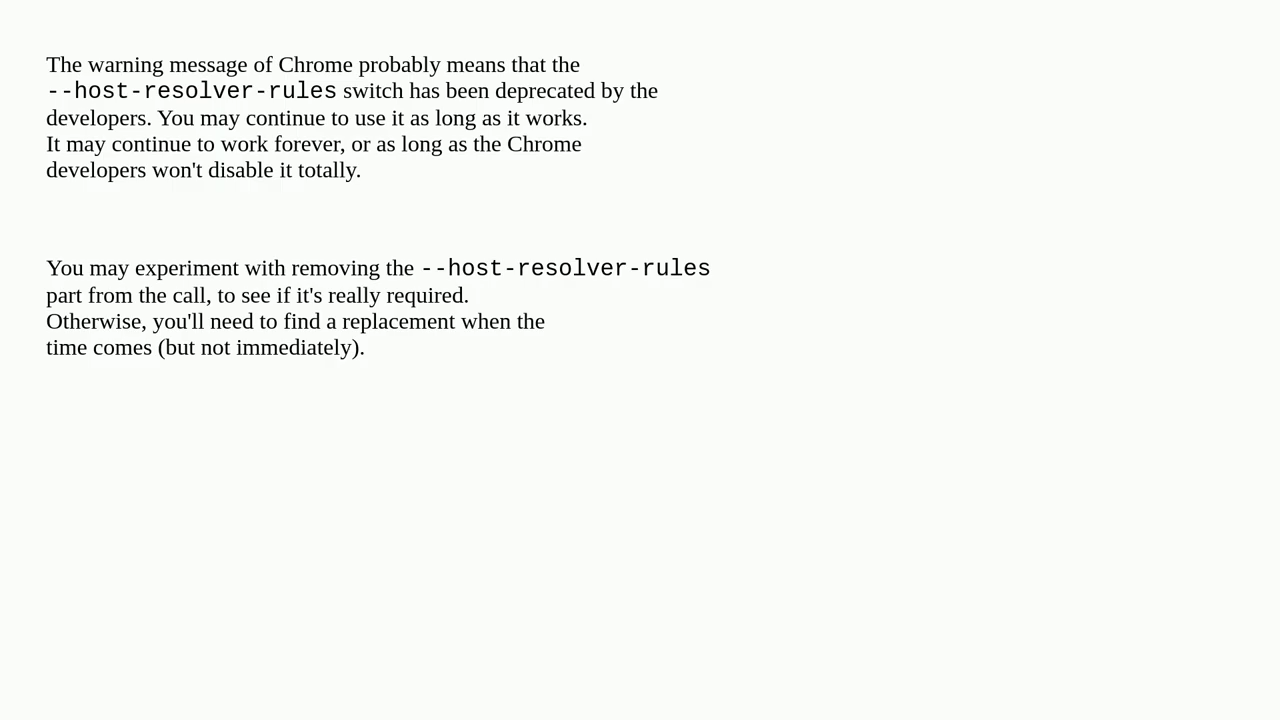 The warning message of Chrome probably means that the
--host-resolver-rules switch has been deprecated by the
developers. You may continue to use it as long as it works.
It may continue to work forever, or as long as the Chrome
developers won't disable it totally.
You may experiment with removing the --host-resolver-rules
part from the call, to see if it's really required.
Otherwise, you'll need to find a replacement when the
time comes (but not immediately).